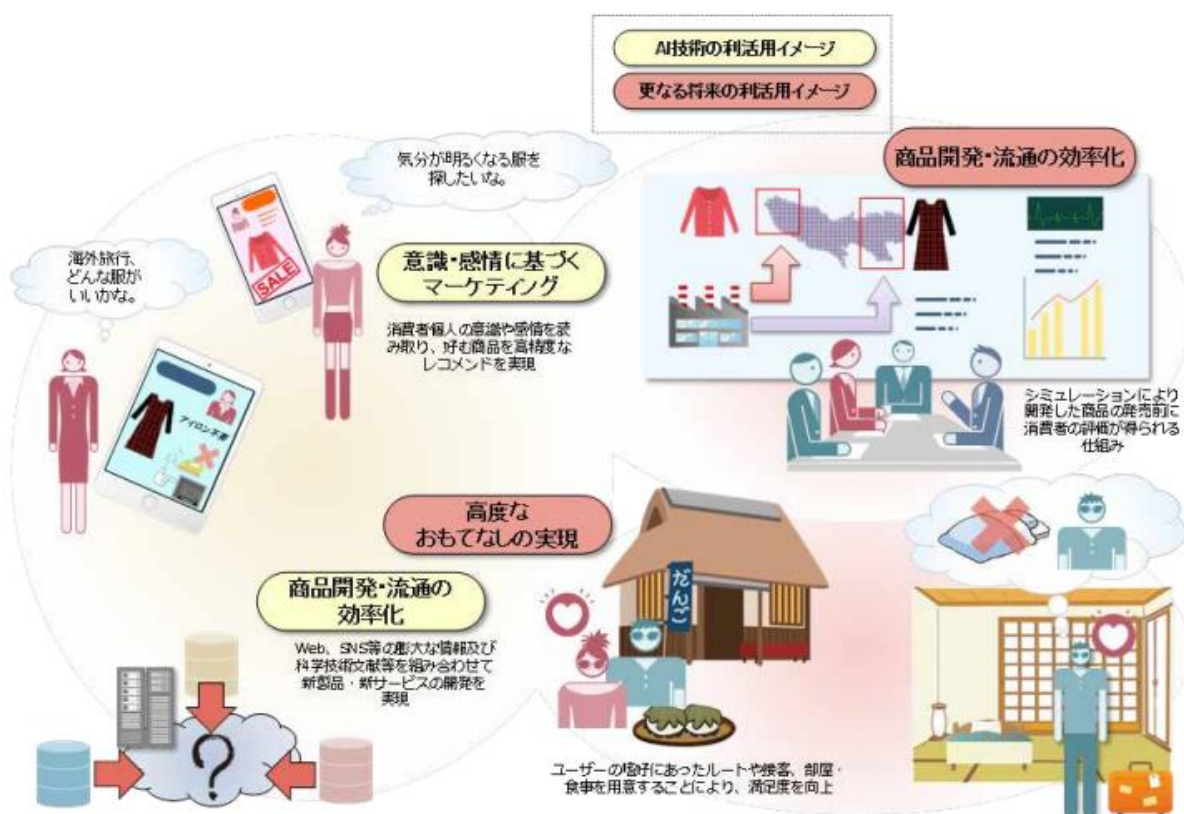 AI技術の利活用イメージ
更なる将来の利活用イメージ
気分が明るくなる服を
探したいな。
海外旅行、
どんな服が
いいかな。
SALE
アイロン不要
意識・感情に基づく
マーケティング
消費者個人の意識や感情を読
み取り、好む商品を高精度な
レコメンドを実現
商品開発・流通の効率化
シミュレーションにより
開発した商品の発売前に
消費者の評価が得られる
仕組み
高度な
おもてなしの実現
だんご
ユーザーの嗜好にあったルートや接客、部屋・
食事を用意することにより、満足度を向上
商品開発・流通の
効率化
Web、SNS等の膨大な情報及び
科学技術文献等を組み合わせて
新製品・新サービスの開発を
実現
?